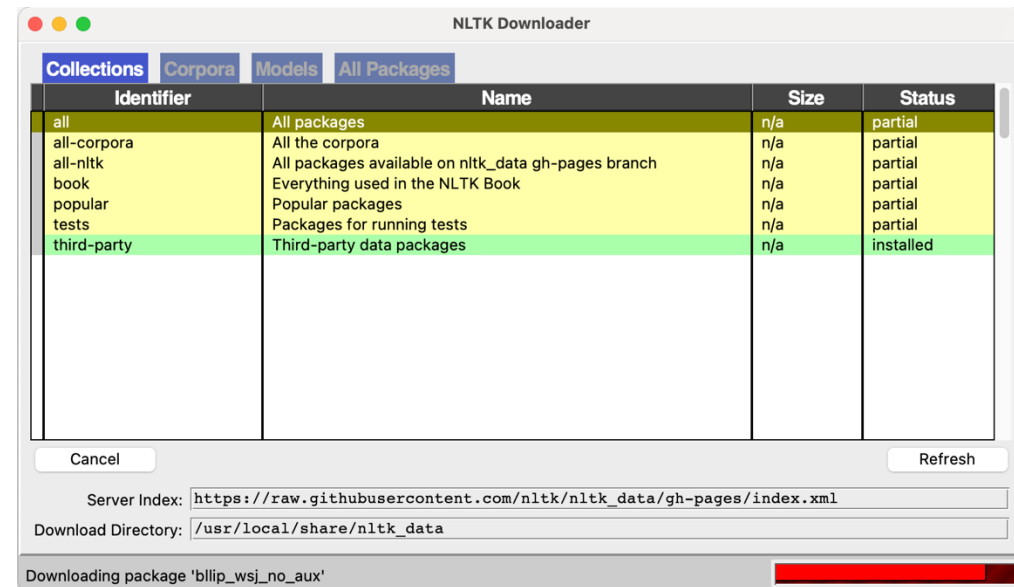 NLTK Downloader
Collections Corpora Models All Packages
Identifier Name Size Status
all All packages n/a partial
all-corpora All the corpora n/a partial
all-nltk All packages available on nltk_data gh-pages branch n/a partial
book Everything used in the NLTK Book n/a partial
popular Popular packages n/a partial
tests Packages for running tests n/a partial
third-party Third-party data packages n/a installed
Cancel Refresh
Server Index: https://raw.githubusercontent.com/nltk/nltk_data/gh-pages/index.xml
Download Directory: /usr/local/share/nltk_data
Downloading package 'bllip_wsj_no_aux'